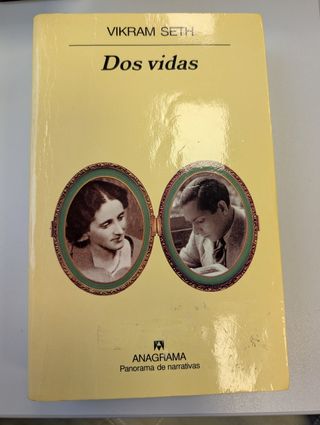 VIKRAM SETH
Dos vidas
ANAGRAMA
Panorama de narrativas